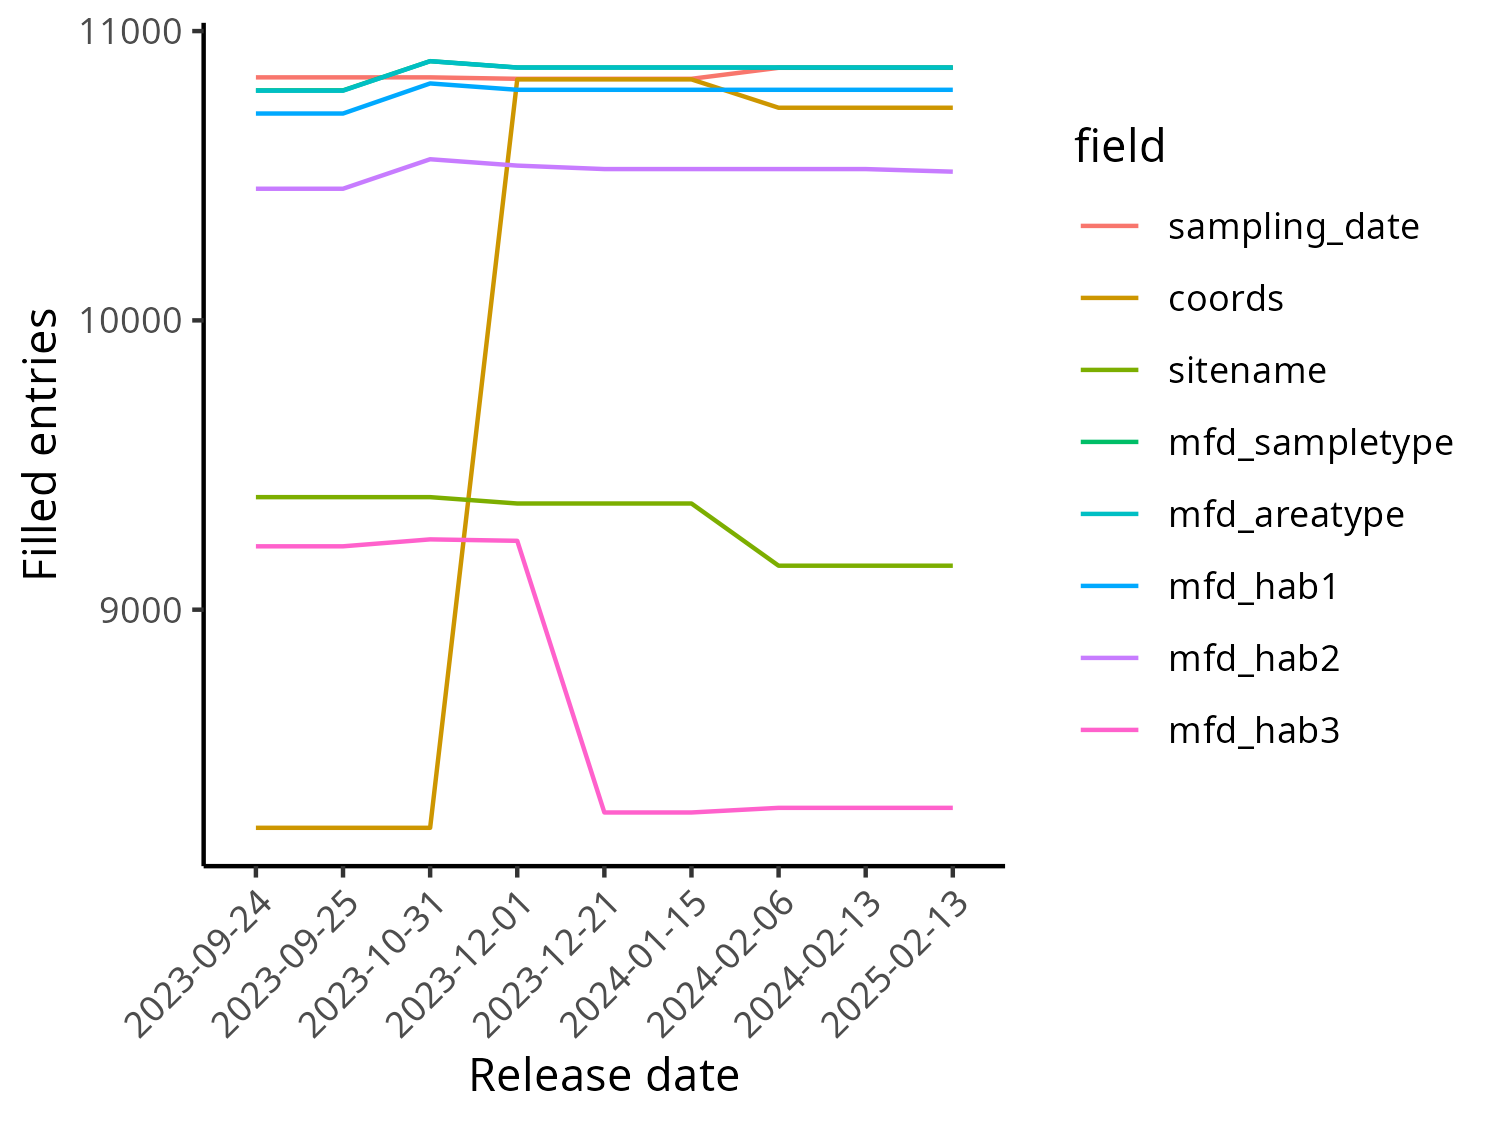 11000
10000
9000
Filled entries
2023-09-24
2023-09-25
2023-10-31
2023-12-01
2023-12-21
2024-01-15
2024-02-06
2024-02-13
2025-02-13
Release date
field
sampling_date
coords
sitename
mfd_sampletype
mfd_areatype
mfd_hab1
mfd_hab2
mfd_hab3